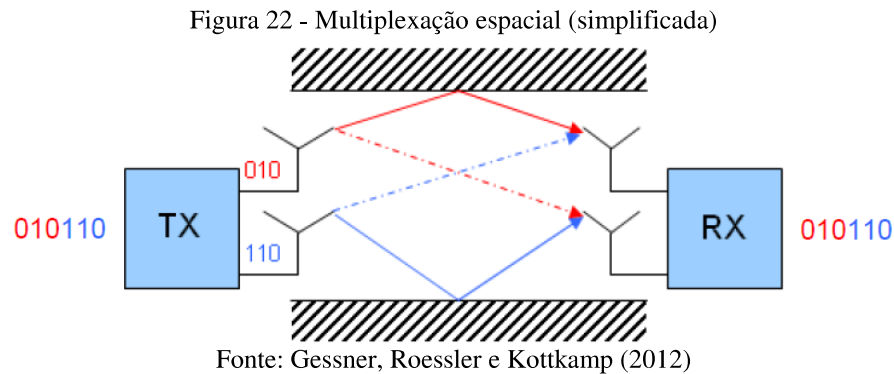 Figura 22 - Multiplexação espacial (simplificada)
010
TX
010110
110
RX
010110
Fonte: Gessner, Roessler e Kottkamp (2012)